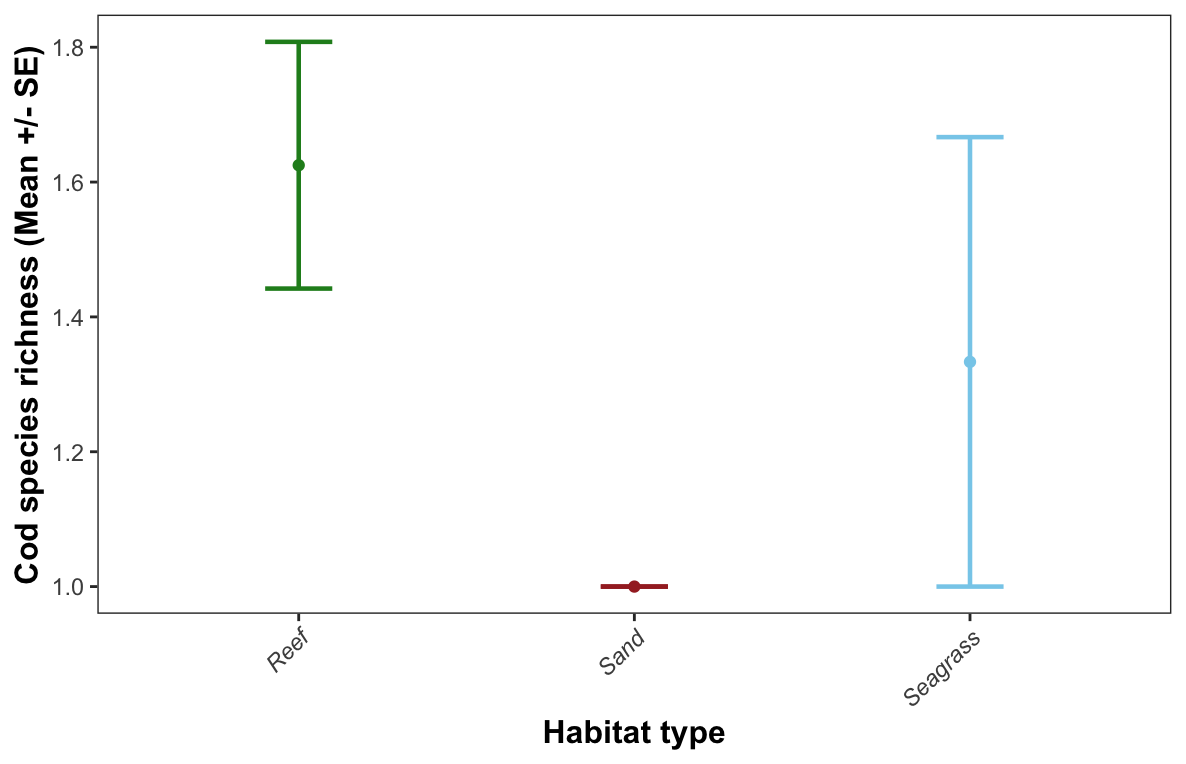 Cod species richness (Mean +/- SE)
1.8
1.6
1.4
1.2
1.0
Reef
Sand
Seagrass
Habitat type